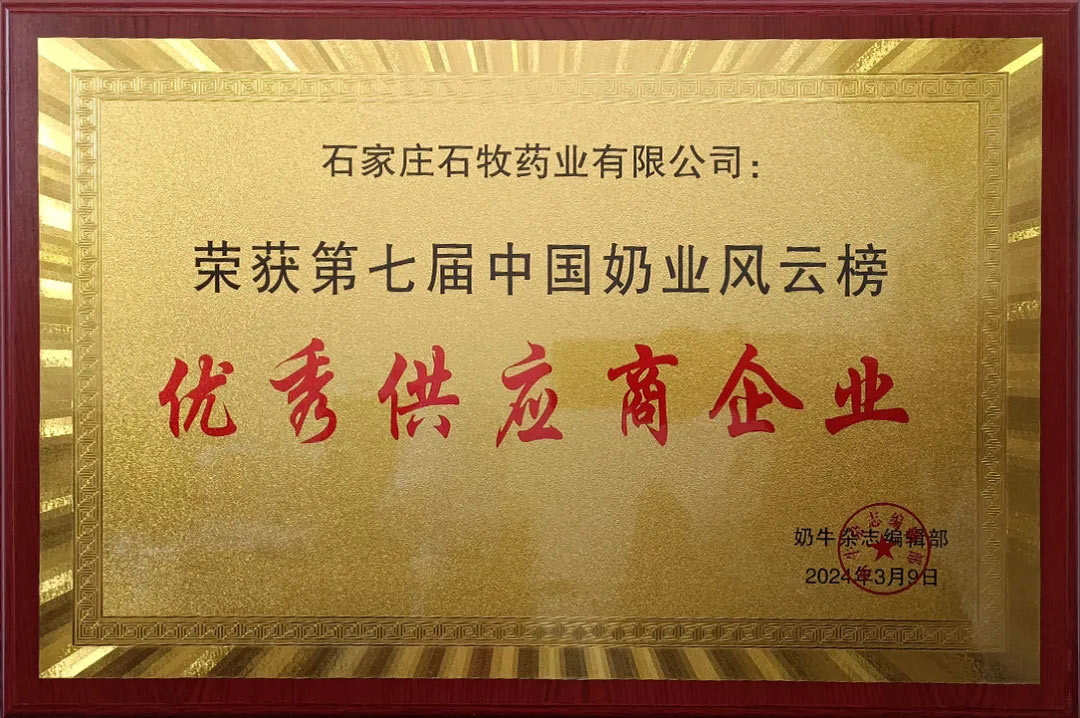 石家庄石牧药业有限公司：
荣获第七届中国奶业风云榜
优秀供应商企业
奶牛杂志编辑部
2024年3月9日